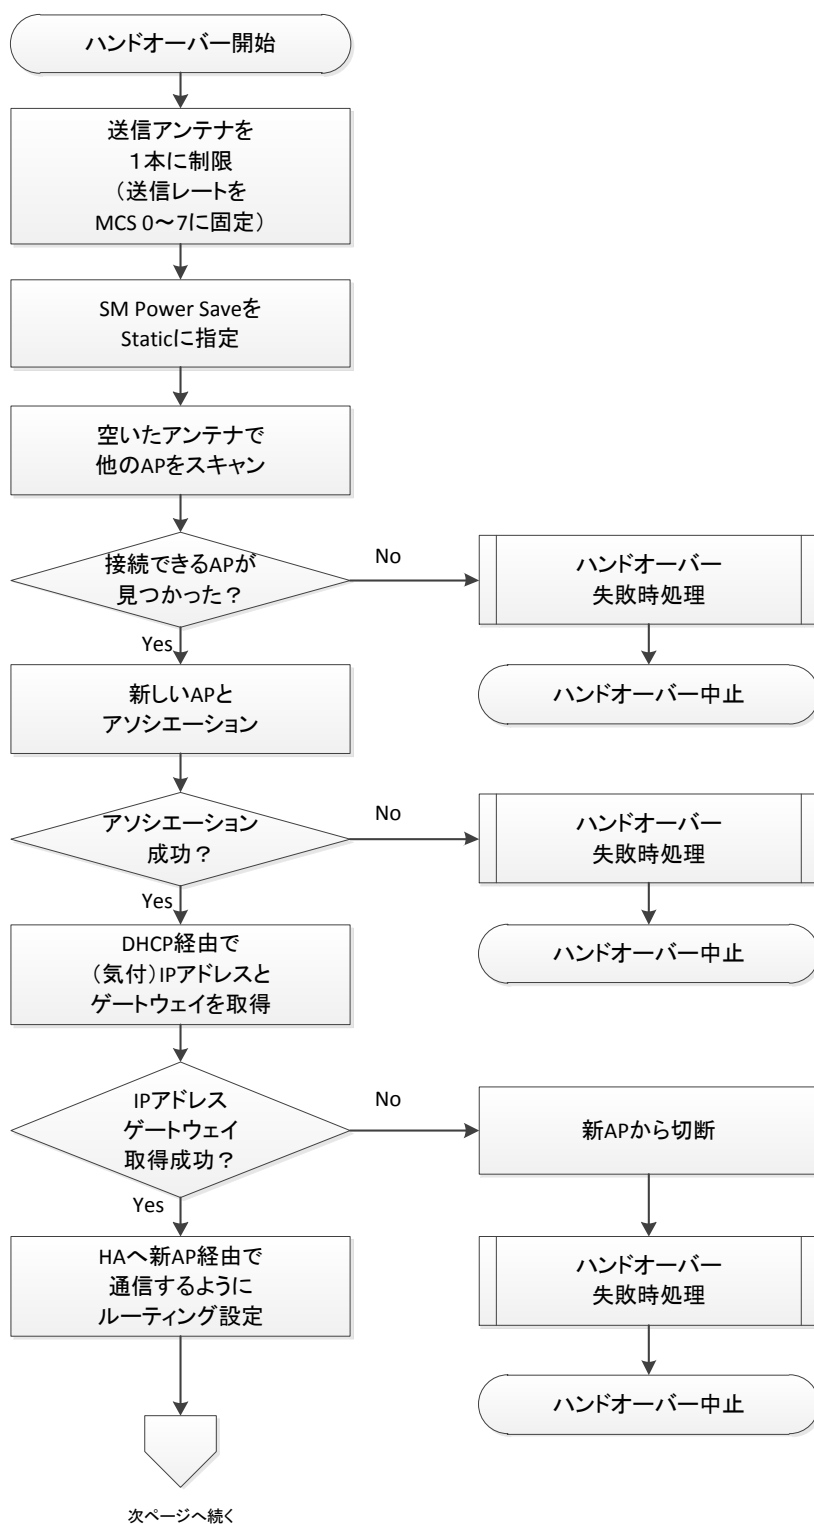 ハンドオーバー開始
送信アンテナを
１本に制限
（送信レートを
MCS 0～7に固定）
SM Power Saveを
Staticに指定
空いたアンテナで
他のAPをスキャン
接続できるAPが
見つかった？
No
ハンドオーバー
失敗時処理
Yes
ハンドオーバー中止
新しいAPと
アソシエーション
アソシエーション
成功？
No
ハンドオーバー
失敗時処理
Yes
ハンドオーバー中止
DHCP経由で
（気付）IPアドレスと
ゲートウェイを取得
IPアドレス
ゲートウェイ
取得成功？
No
新APから切断
Yes
HAへ新AP経由で
通信するように
ルーティング設定
ハンドオーバー
失敗時処理
ハンドオーバー中止
次ページへ続く